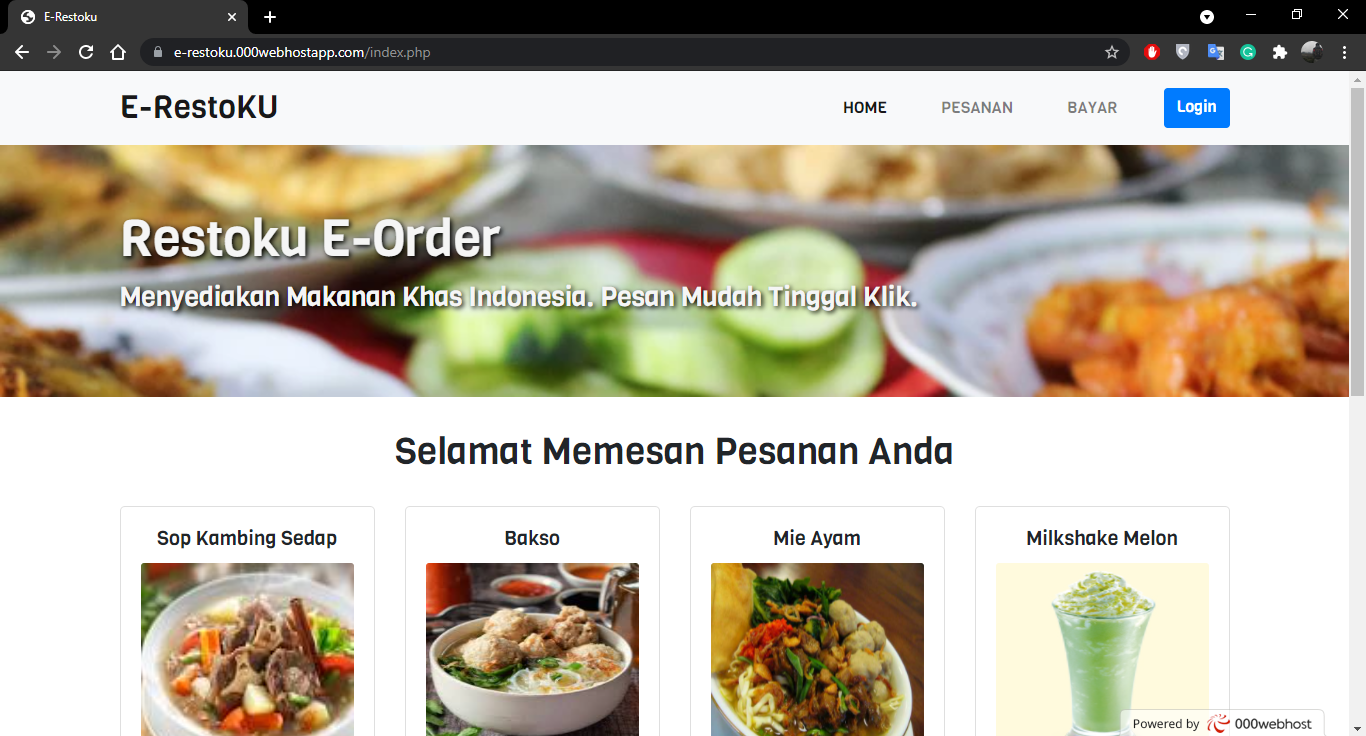 E-Restoku
e-restoku.000webhostapp.com/index.php
E-RestoKU
HOME
PESANAN
BAYAR
Login
Restoku E-Order
Menyediakan Makanan Khas Indonesia. Pesan Mudah Tinggal Klik.
Selamat Memesan Pesanan Anda
Sop Kambing Sedap
Bakso
Mie Ayam
Milkshake Melon
Powered by 000webhost